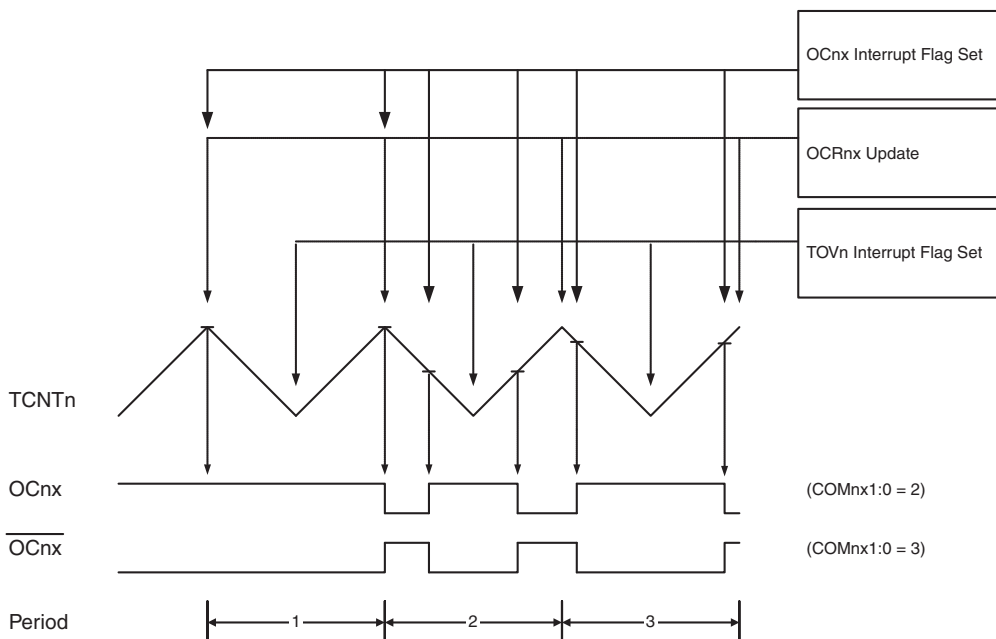 OCnx Interrupt Flag Set
OCRnx Update
TOVn Interrupt Flag Set
TCNTn
OCnx
(COMnx1:0 = 2)
OCnx
(COMnx1:0 = 3)
Period
1
2
3